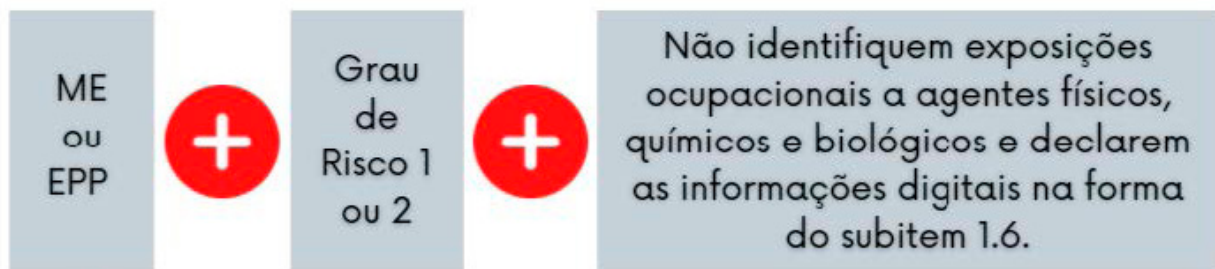 ME
ou
EPP
Grau
de
Risco 1
ou 2
Não identifiquem exposições
ocupacionais a agentes físicos,
químicos e biológicos e declarem
as informações digitais na forma
do subitem 1.6.